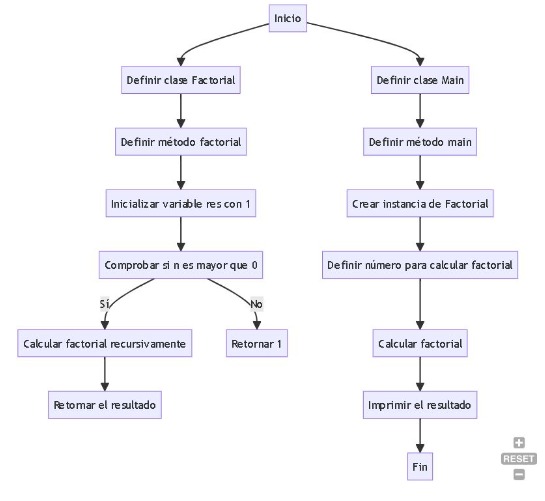 Inicio
Definir clase Factorial
Definir clase Main
Definir método factorial
Definir método main
Inicializar variable res con 1
Crear instancia de Factorial
Comprobar si n es mayor que 0
Definir número para calcular factorial
Sí
No
Calcular factorial recursivamente
Retornar 1
Calcular factorial
Retornar el resultado
Imprimir el resultado
Fin
RESET